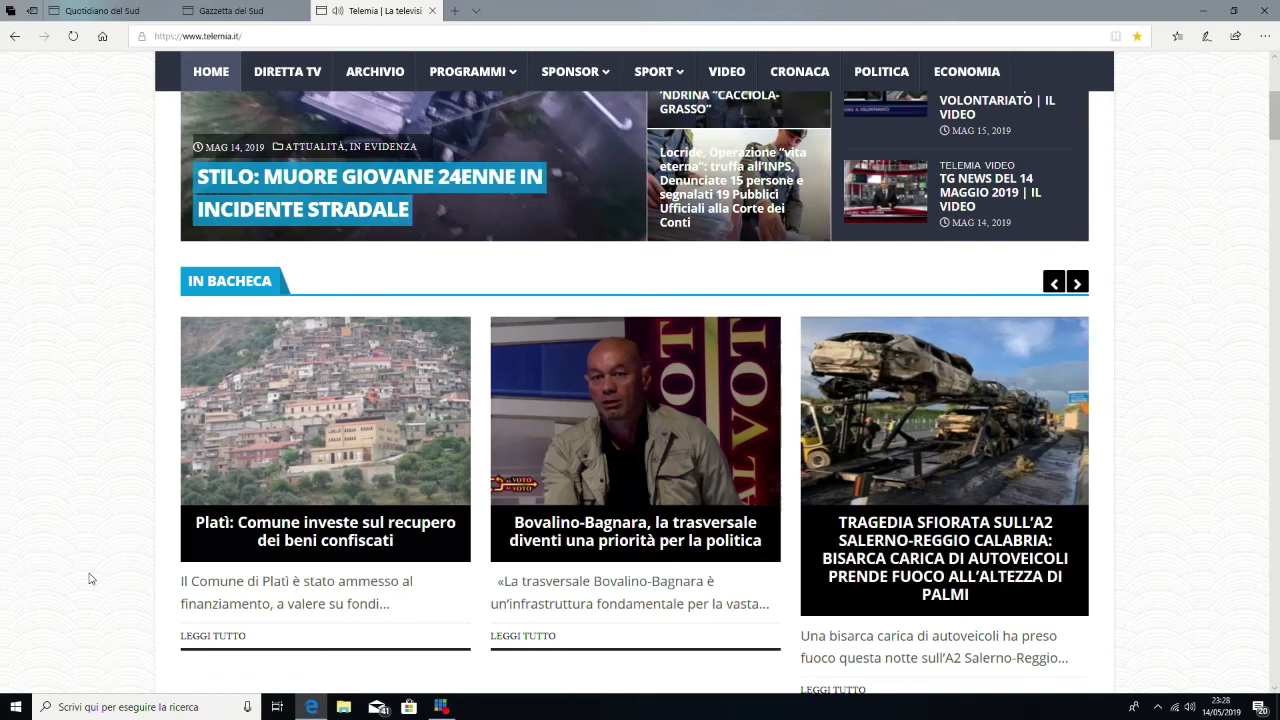 Quotidiano del Sud
Telemia | La televisi
https://www.telemia.it/
HOME DIRETTA TV ARCHIVIO PROGRAMMI SPONSOR SPORT VIDEO CRONACA POLITICA ECONOMIA
MAG 14, 2019 ATTUALITÀ, IN EVIDENZA
STILO: MUORE GIOVANE 24ENNE IN
INCIDENTE STRADALE
'NDRINA “CACCIOLA-
GRASSO”
Locride, Operazione “vita
eterna”: truffa all’INPS,
Denunciate 15 persone e
segnalati 19 Pubblici
Ufficiali alla Corte dei
Conti
VOLONTARIATO | IL
VIDEO
MAG 15, 2019
TELEMIA VIDEO
TG NEWS DEL 14
MAGGIO 2019 | IL
VIDEO
MAG 14, 2019
IN BACHECA
Platì: Comune investe sul recupero
dei beni confiscati
Il Comune di Platì è stato ammesso al
finanziamento, a valere su fondi...
LEGGI TUTTO
AL VOTO
Bovalino-Bagnara, la trasversale
diventi una priorità per la politica
«La trasversale Bovalino-Bagnara è
un’infrastruttura fondamentale per la vasta...
LEGGI TUTTO
TRAGEDIA SFIORATA SULL’A2
SALERNO-REGGIO CALABRIA:
BISARCA CARICA DI AUTOVEICOLI
PRENDE FUOCO ALL’ALTEZZA DI
PALMI
Una bisarca carica di autoveicoli ha preso
fuoco questa notte sull’A2 Salerno-Reggio...
LEGGI TUTTO
Scrivi qui per eseguire la ricerca
41
23:28
14/05/2019
20